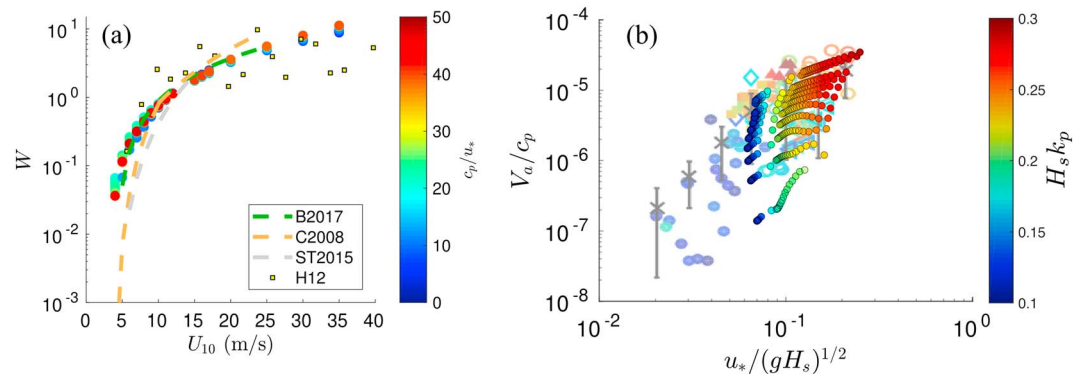 (a)
W
10^1
10^0
10^-1
10^-2
10^-3
0 5 10 15 20 25 30 35 40
U_10 (m/s)
B2017
C2008
ST2015
H12
50
40
30
20
10
0
c_p/u_*
(b)
V_a/c_p
10^-4
10^-5
10^-6
10^-7
10^-8
10^-2 10^-1 10^0
u_*/(gH_s)^1/2
0.3
0.25
0.2
0.15
0.1
H_s k_p